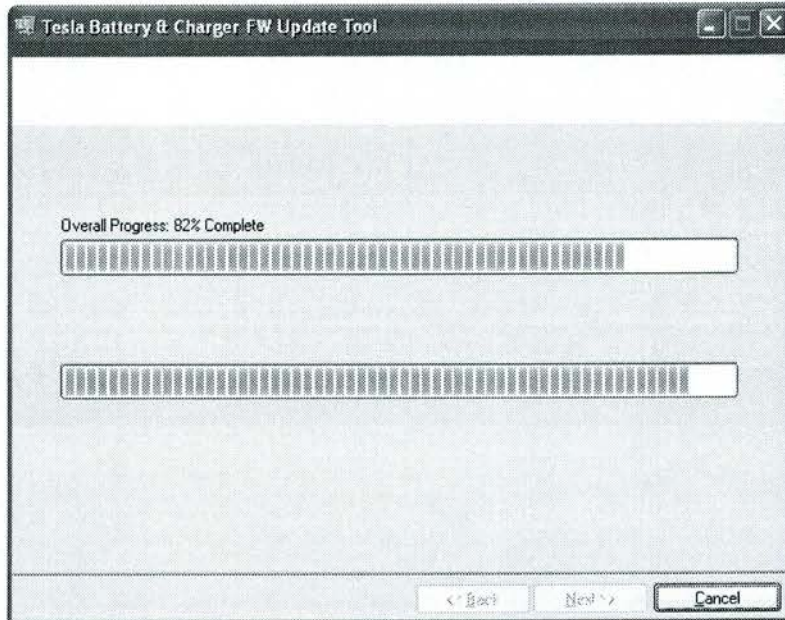 Tesla Battery & Charger FW Update Tool
Overall Progress: 82% Complete
<< Back Next >> Cancel